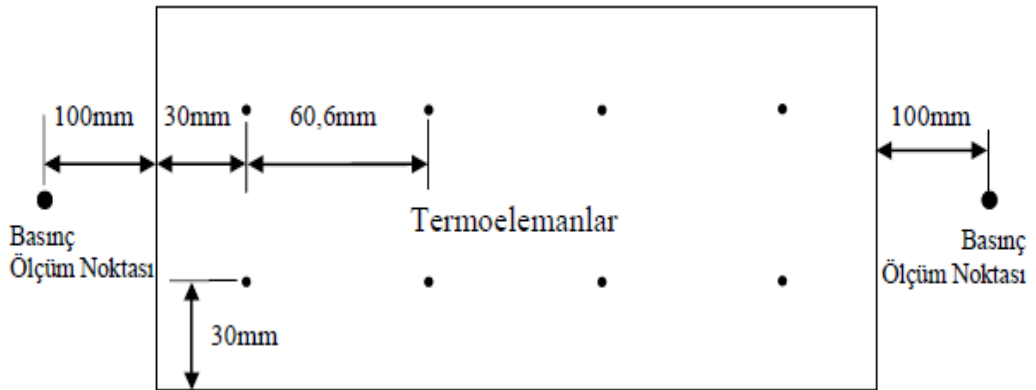 100mm
30mm
60,6mm
100mm
Termoelemanlar
Basınç
Ölçüm Noktası
Basınç
Ölçüm Noktası
30mm